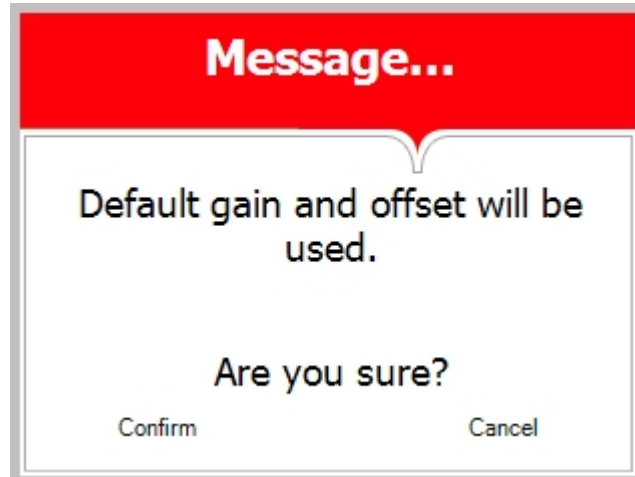 Message...
Default gain and offset will be
used.
Are you sure?
Confirm
Cancel